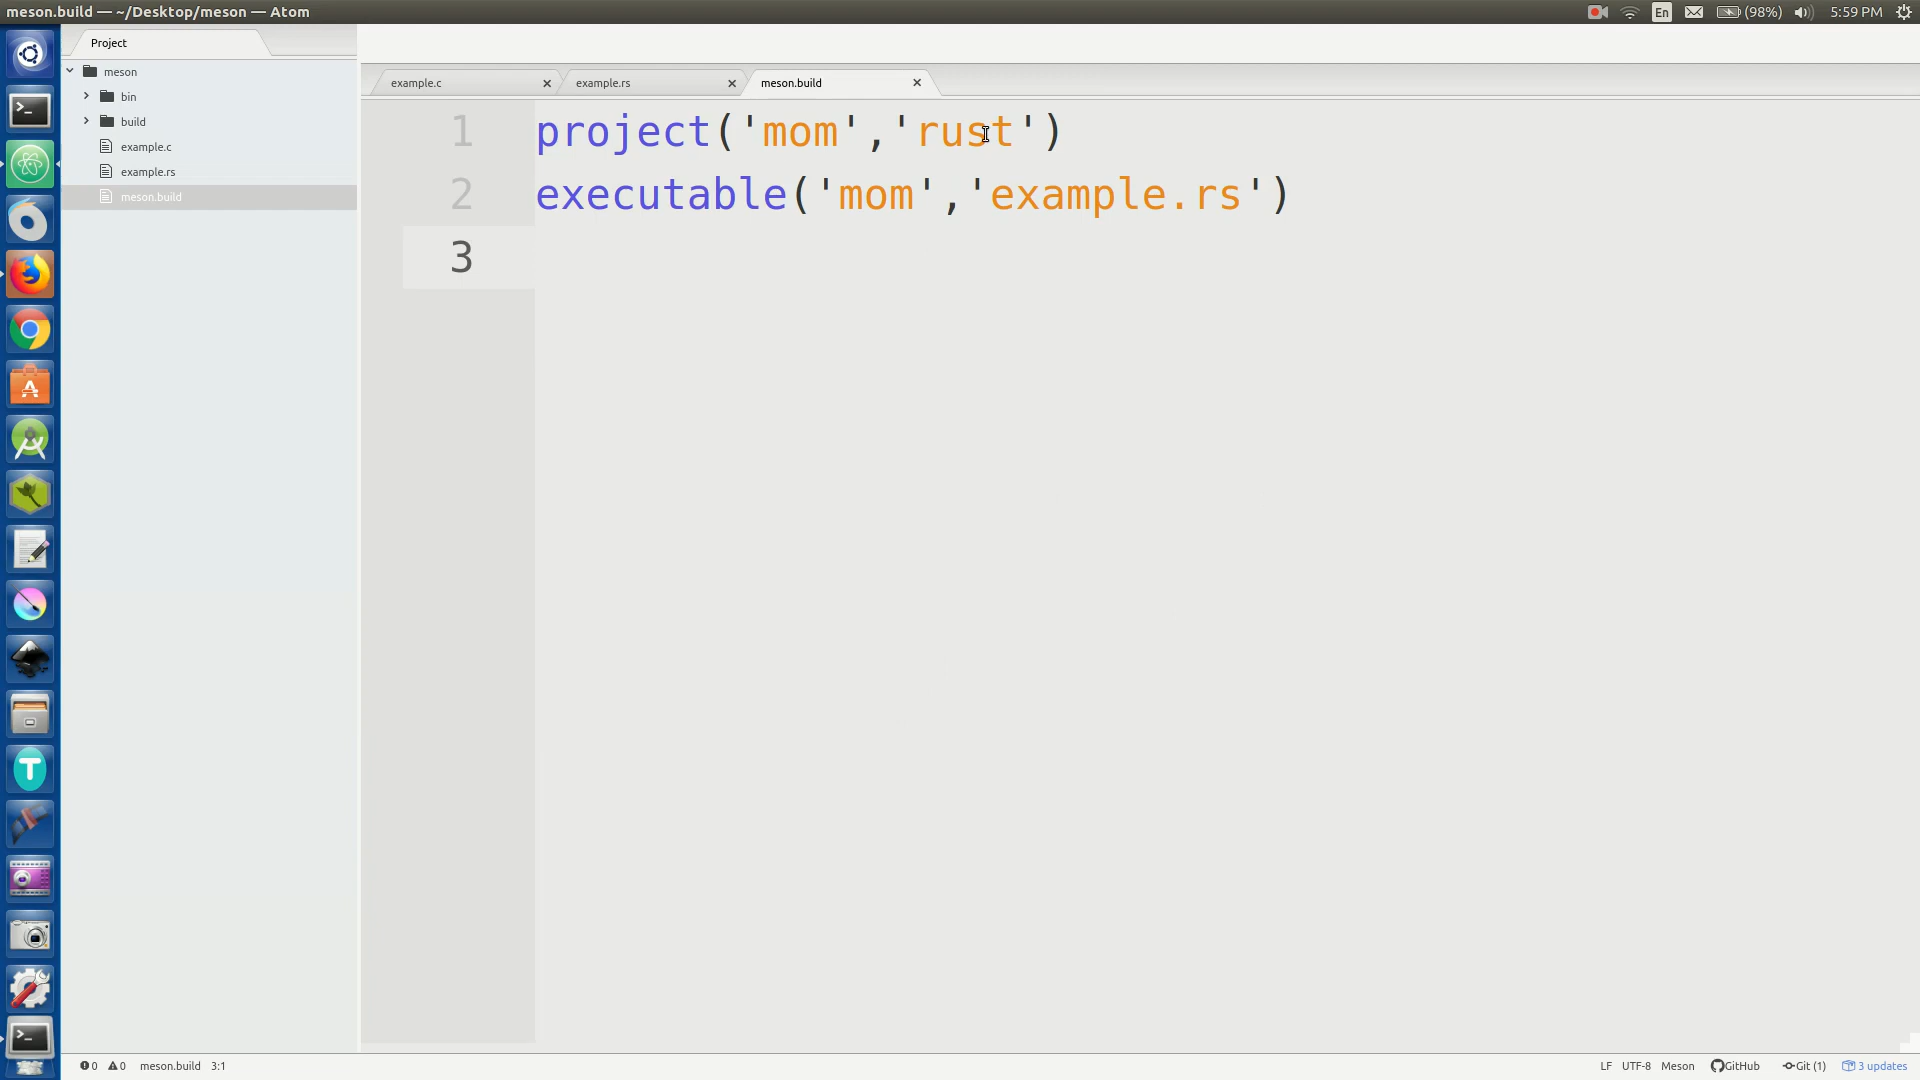 meson.build — ~/Desktop/meson — Atom
En
(98%)
5:59 PM
Project
meson
bin
build
example.c
example.rs
meson.build
example.c
example.rs
meson.build
1 project('mom','rust')
2 executable('mom','example.rs')
3
0 0 meson.build 3:1
LF UTF-8 Meson GitHub Git (1) 3 updates